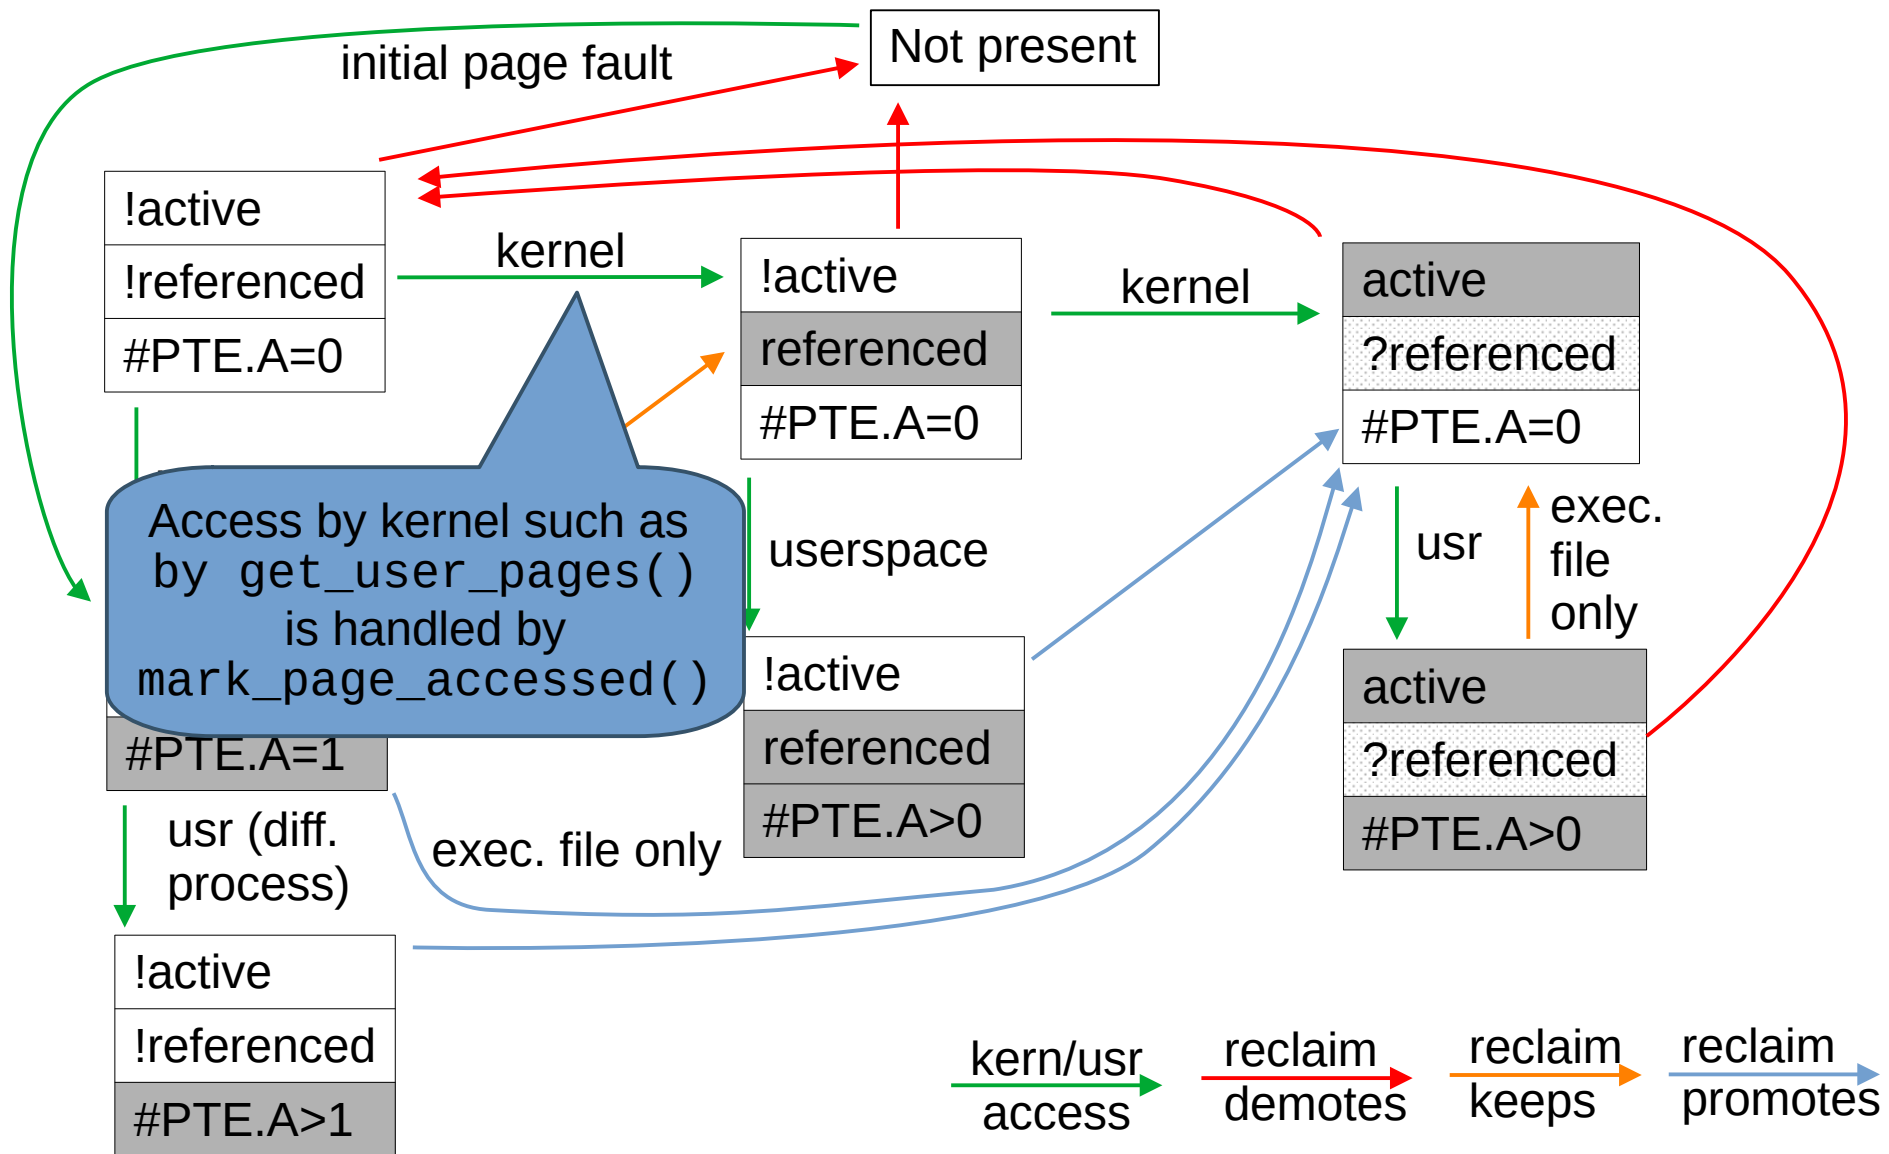 Not present
initial page fault
!active
!referenced
#PTE.A=0
kernel
!active
referenced
#PTE.A=0
kernel
active
?referenced
#PTE.A=0
Access by kernel such as
by get_user_pages()
is handled by
mark_page_accessed()
userspace
usr
exec.
file
only
!active
referenced
#PTE.A>0
active
?referenced
#PTE.A>0
#PTE.A=1
usr (diff.
process)
exec. file only
!active
!referenced
#PTE.A>1
kern/usr
access
reclaim
demotes
reclaim
keeps
reclaim
promotes